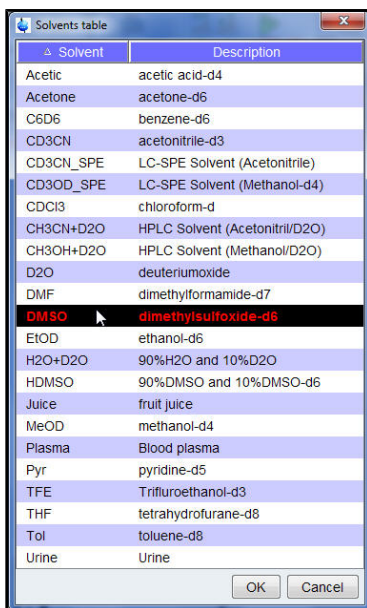 Solvents table
Solvent Description
Acetic acetic acid-d4
Acetone acetone-d6
C6D6 benzene-d6
CD3CN acetonitrile-d3
CD3CN_SPE LC-SPE Solvent (Acetonitrile)
CD3OD_SPE LC-SPE Solvent (Methanol-d4)
CDCl3 chloroform-d
CH3CN+D2O HPLC Solvent (Acetonitril/D2O)
CH3OH+D2O HPLC Solvent (Methanol/D2O)
D2O deuteriumoxide
DMF dimethylformamide-d7
DMSO dimethylsulfoxide-d6
EtOD ethanol-d6
H2O+D2O 90%H2O and 10%D2O
HDMSO 90%DMSO and 10%DMSO-d6
Juice fruit juice
MeOD methanol-d4
Plasma Blood plasma
Pyr pyridine-d5
TFE Trifluroethanol-d3
THF tetrahydrofurane-d8
Tol toluene-d8
Urine Urine
OK Cancel